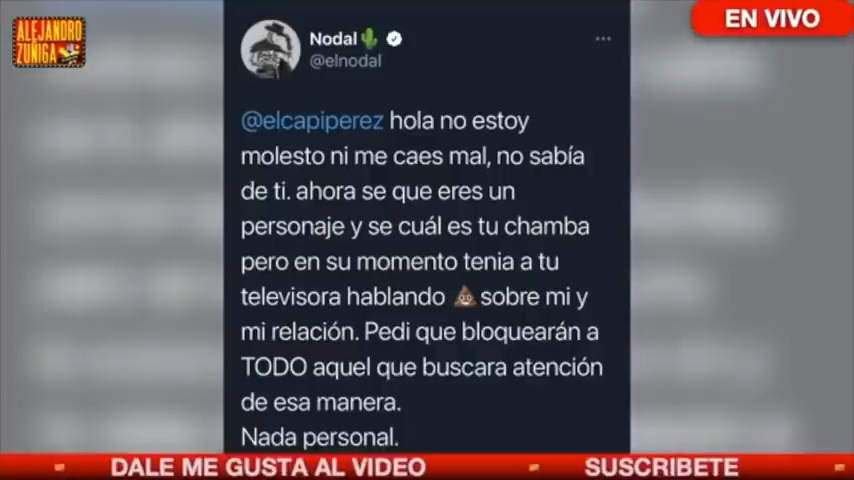 ALEJANDRO
ZUÑIGA
EN VIVO
Nodal🌵
@elnodal
@elcapiperez hola no estoy
molesto ni me caes mal, no sabía
de ti. ahora se que eres un
personaje y se cuál es tu chamba
pero en su momento tenia a tu
televisora hablando 💩 sobre mi y
mi relación. Pedi que bloquearán a
TODO aquel que buscara atención
de esa manera.
Nada personal.
DALE ME GUSTA AL VIDEO
SUSCRIBETE